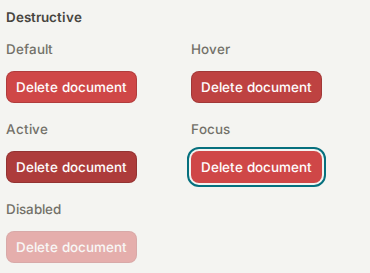 Destructive
Default
Hover
Delete document
Delete document
Active
Focus
Delete document
Delete document
Disabled
Delete document